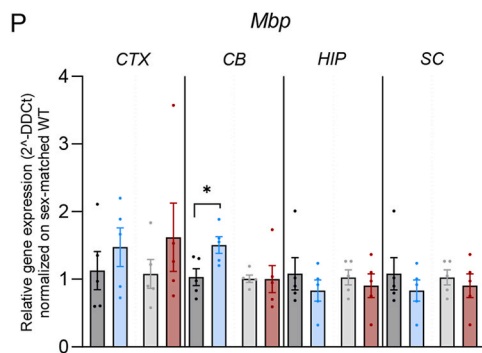 P
Mbp
CTX CB HIP SC
Relative gene expression (2^-DDCt)
normalized on sex-matched WT
4
3
2
1
0
*